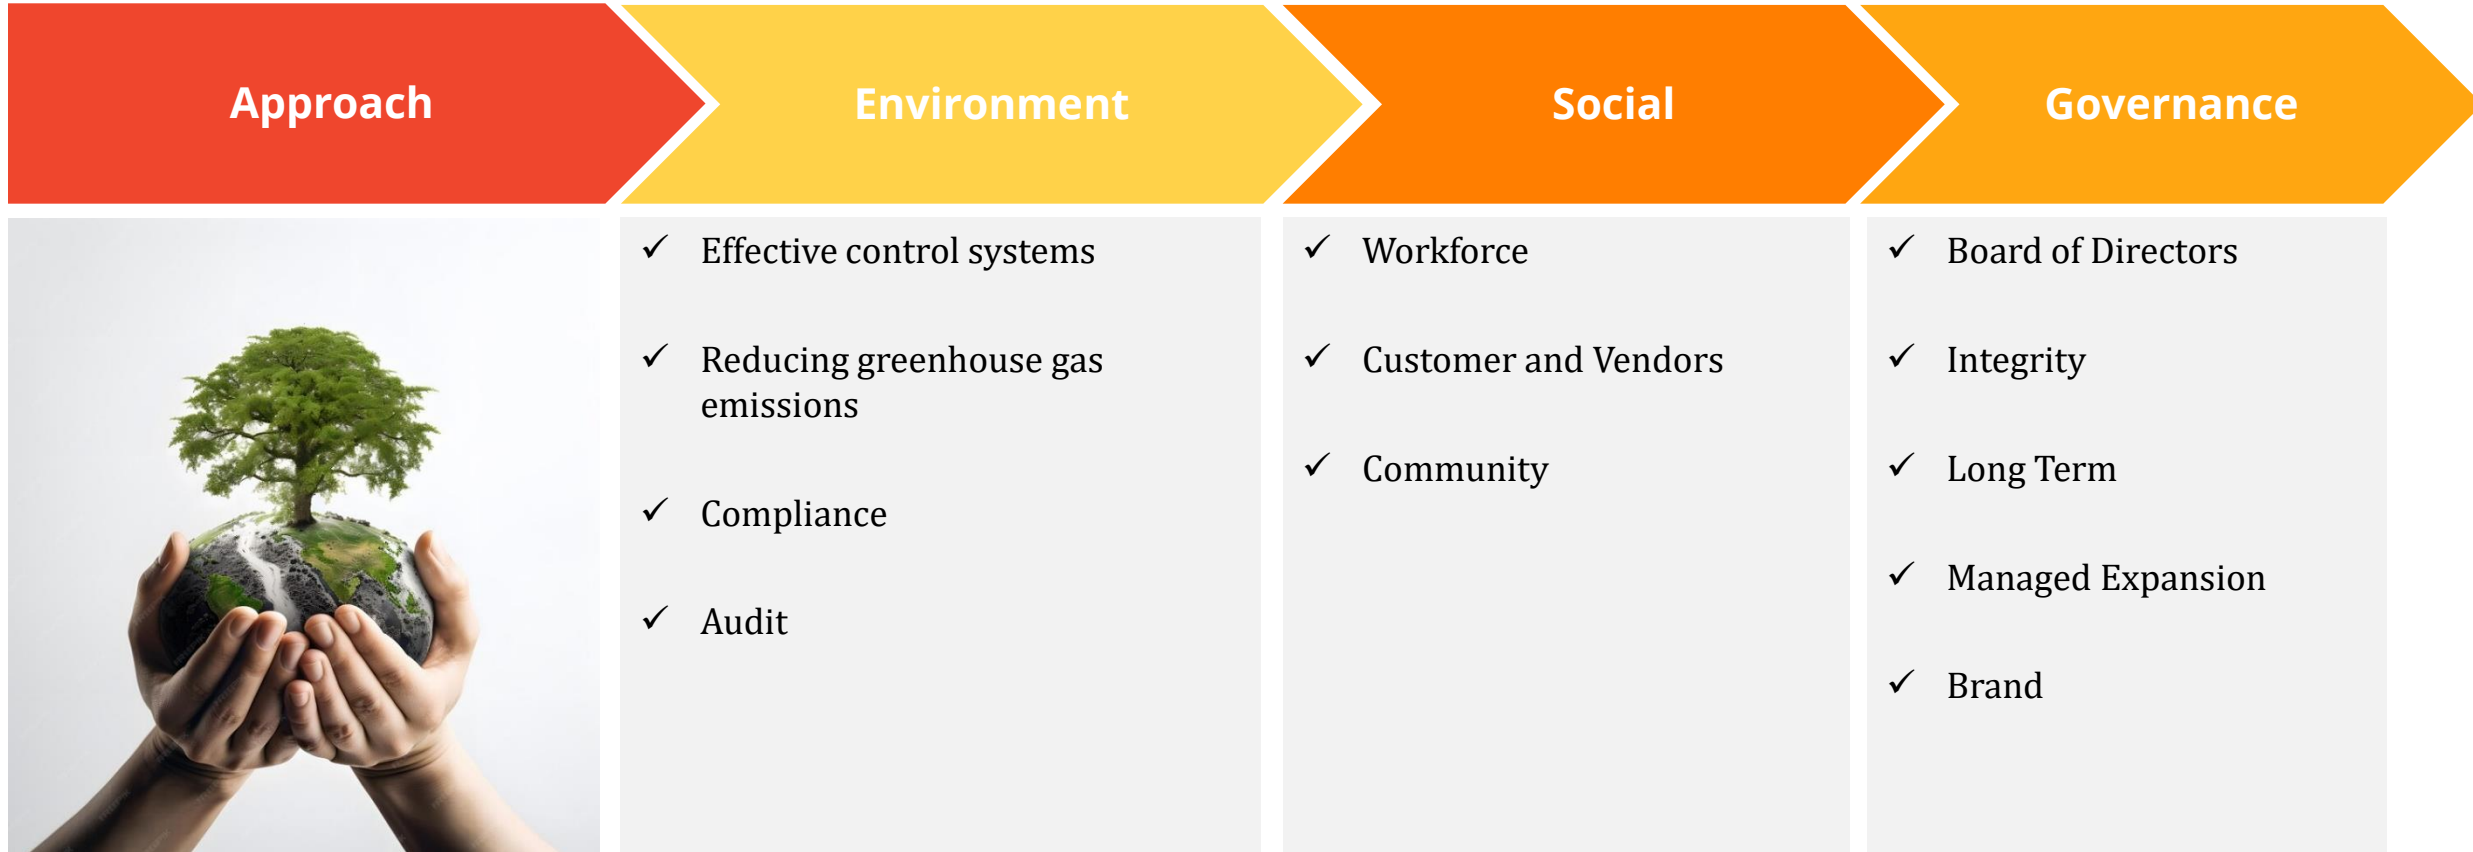 Approach
Environment
Social
Governance
✓ Effective control systems
✓ Reducing greenhouse gas
emissions
✓ Compliance
✓ Audit
✓ Workforce
✓ Customer and Vendors
✓ Community
✓ Board of Directors
✓ Integrity
✓ Long Term
✓ Managed Expansion
✓ Brand